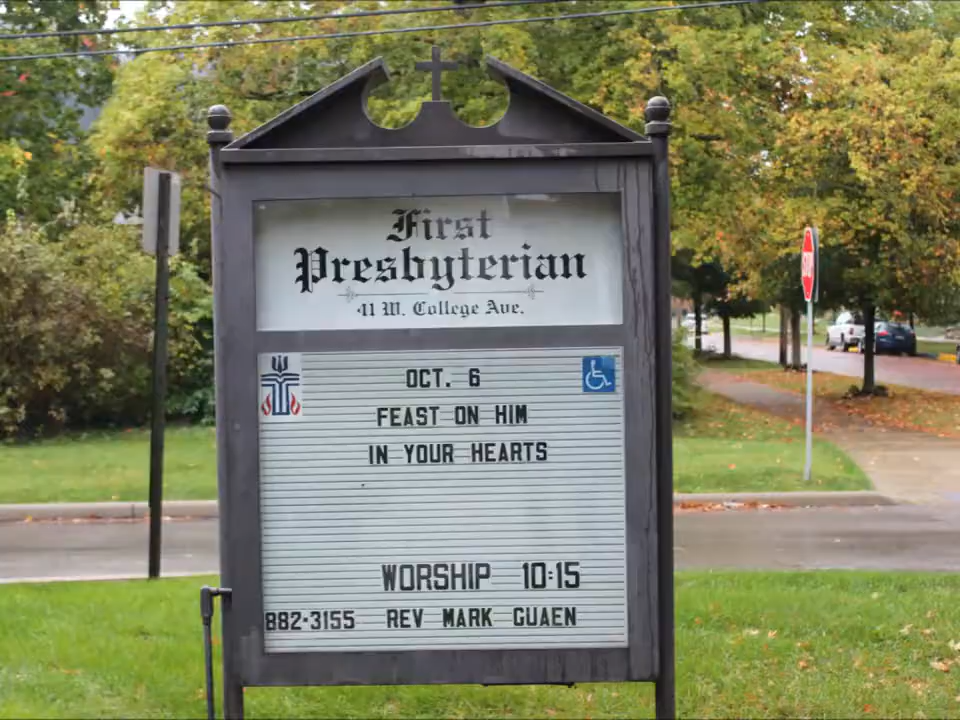 First
Presbyterian
41 W. College Ave.
OCT. 6
FEAST ON HIM
IN YOUR HEARTS
WORSHIP 10:15
882-3155 REV MARK GUAEN
STOP